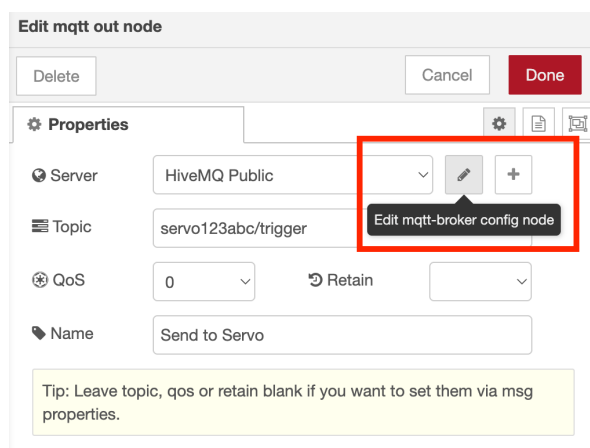 Edit mqtt out node
Delete
Cancel
Done
Properties
Server
HiveMQ Public
Edit mqtt-broker config node
Topic
servo123abc/trigger
QoS
0
Retain
Name
Send to Servo
Tip: Leave topic, qos or retain blank if you want to set them via msg
properties.